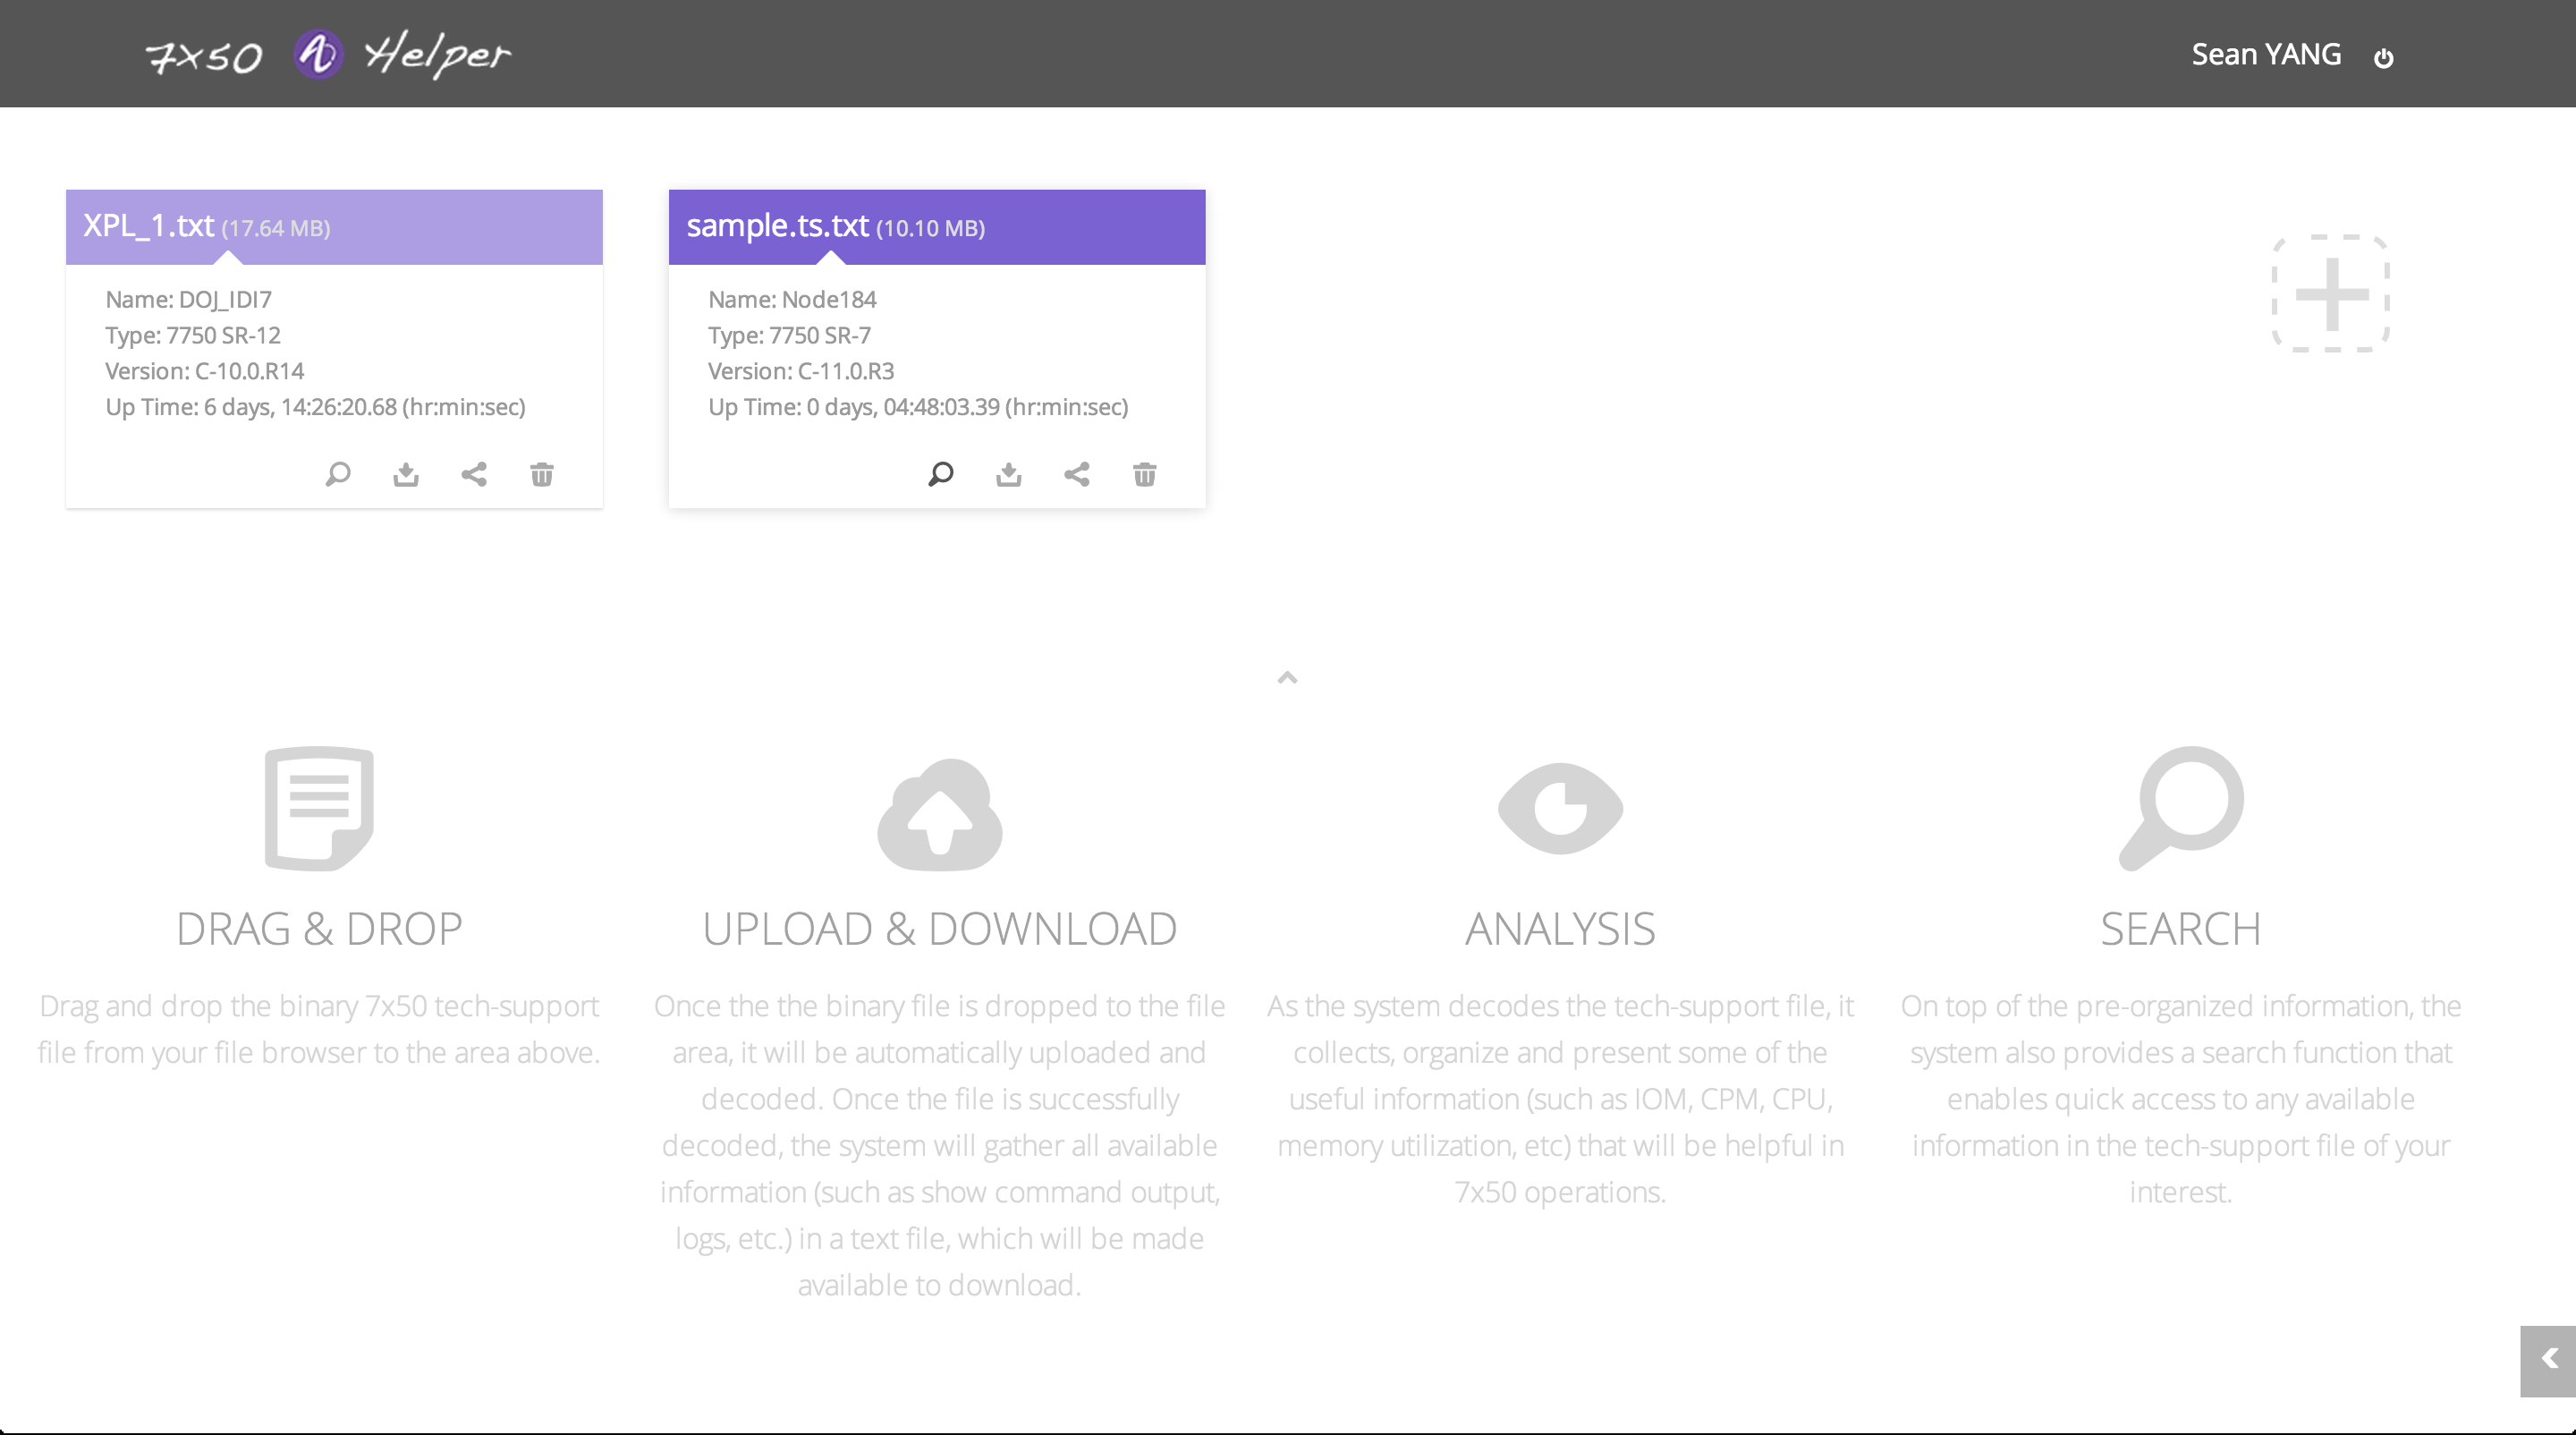 7x50 Helper
Sean YANG
XPL_1.txt (17.64 MB)
Name: DOJ_IDI7
Type: 7750 SR-12
Version: C-10.0.R14
Up Time: 6 days, 14:26:20.68 (hr:min:sec)
sample.ts.txt (10.10 MB)
Name: Node184
Type: 7750 SR-7
Version: C-11.0.R3
Up Time: 0 days, 04:48:03.39 (hr:min:sec)
DRAG & DROP
Drag and drop the binary 7x50 tech-support
file from your file browser to the area above.
UPLOAD & DOWNLOAD
Once the the binary file is dropped to the file
area, it will be automatically uploaded and
decoded. Once the file is successfully
decoded, the system will gather all available
information (such as show command output,
logs, etc.) in a text file, which will be made
available to download.
ANALYSIS
As the system decodes the tech-support file, it
collects, organize and present some of the
useful information (such as IOM, CPM, CPU,
memory utilization, etc) that will be helpful in
7x50 operations.
SEARCH
On top of the pre-organized information, the
system also provides a search function that
enables quick access to any available
information in the tech-support file of your
interest.